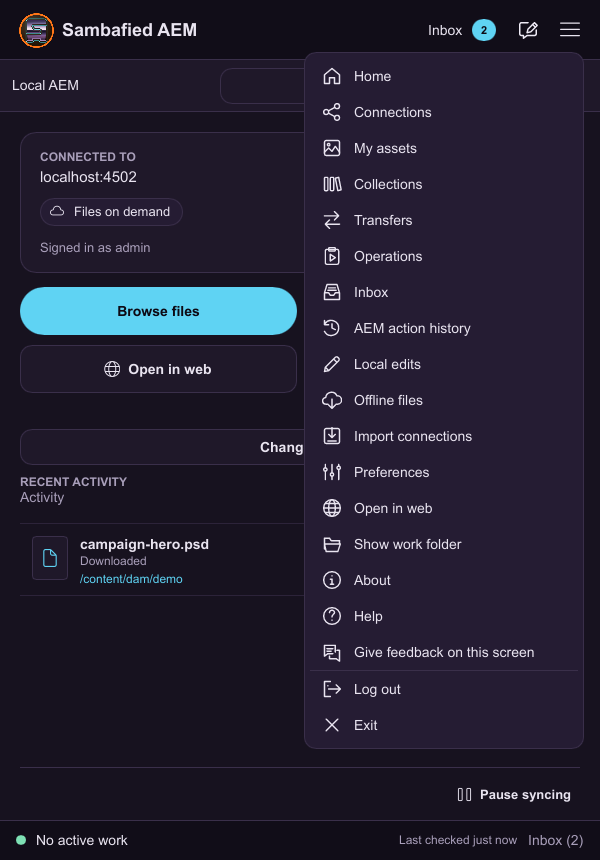 Sambafied AEM
Inbox 2
Local AEM
CONNECTED TO
localhost:4502
Files on demand
Signed in as admin
Browse files
Open in web
Chang
RECENT ACTIVITY
Activity
campaign-hero.psd
Downloaded
/content/dam/demo
Home
Connections
My assets
Collections
Transfers
Operations
Inbox
AEM action history
Local edits
Offline files
Import connections
Preferences
Open in web
Show work folder
About
Help
Give feedback on this screen
Log out
Exit
Pause syncing
No active work
Last checked just now Inbox (2)